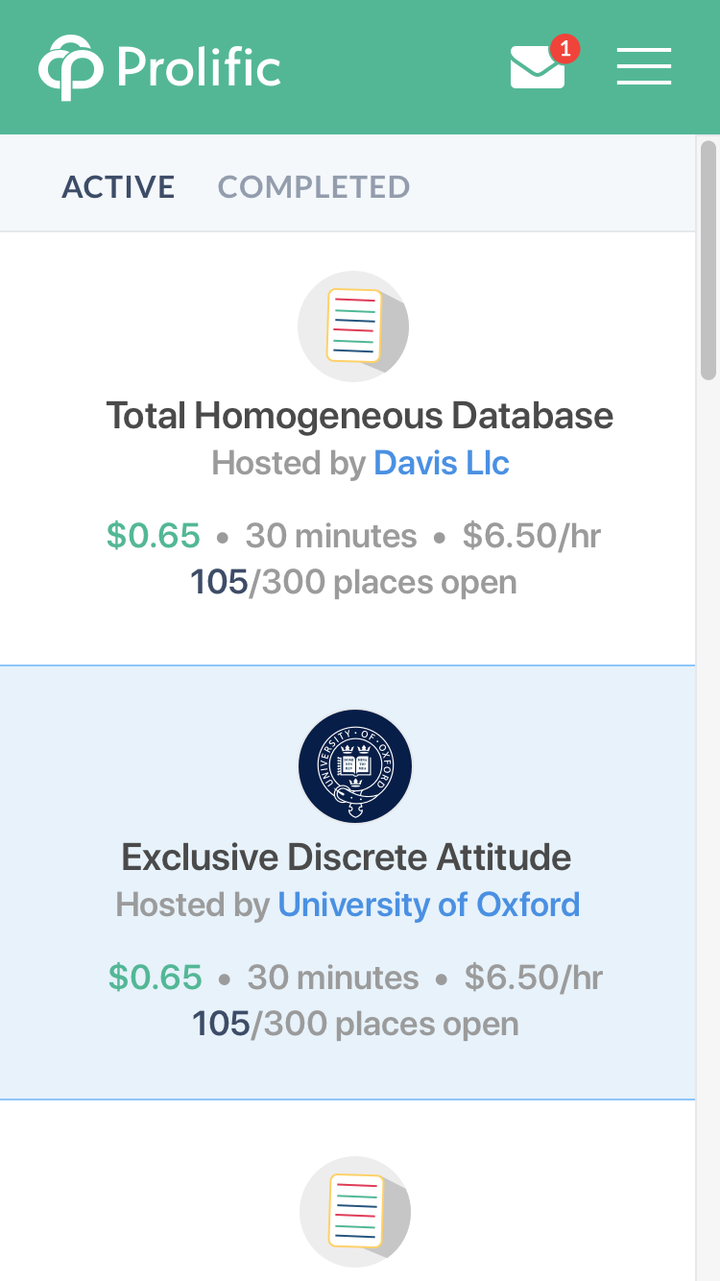 Prolific
1
ACTIVE COMPLETED
Total Homogeneous Database
Hosted by Davis Llc
$0.65 • 30 minutes • $6.50/hr
105/300 places open
UNIVERSITY · OF · OXFORD
Exclusive Discrete Attitude
Hosted by University of Oxford
$0.65 • 30 minutes • $6.50/hr
105/300 places open